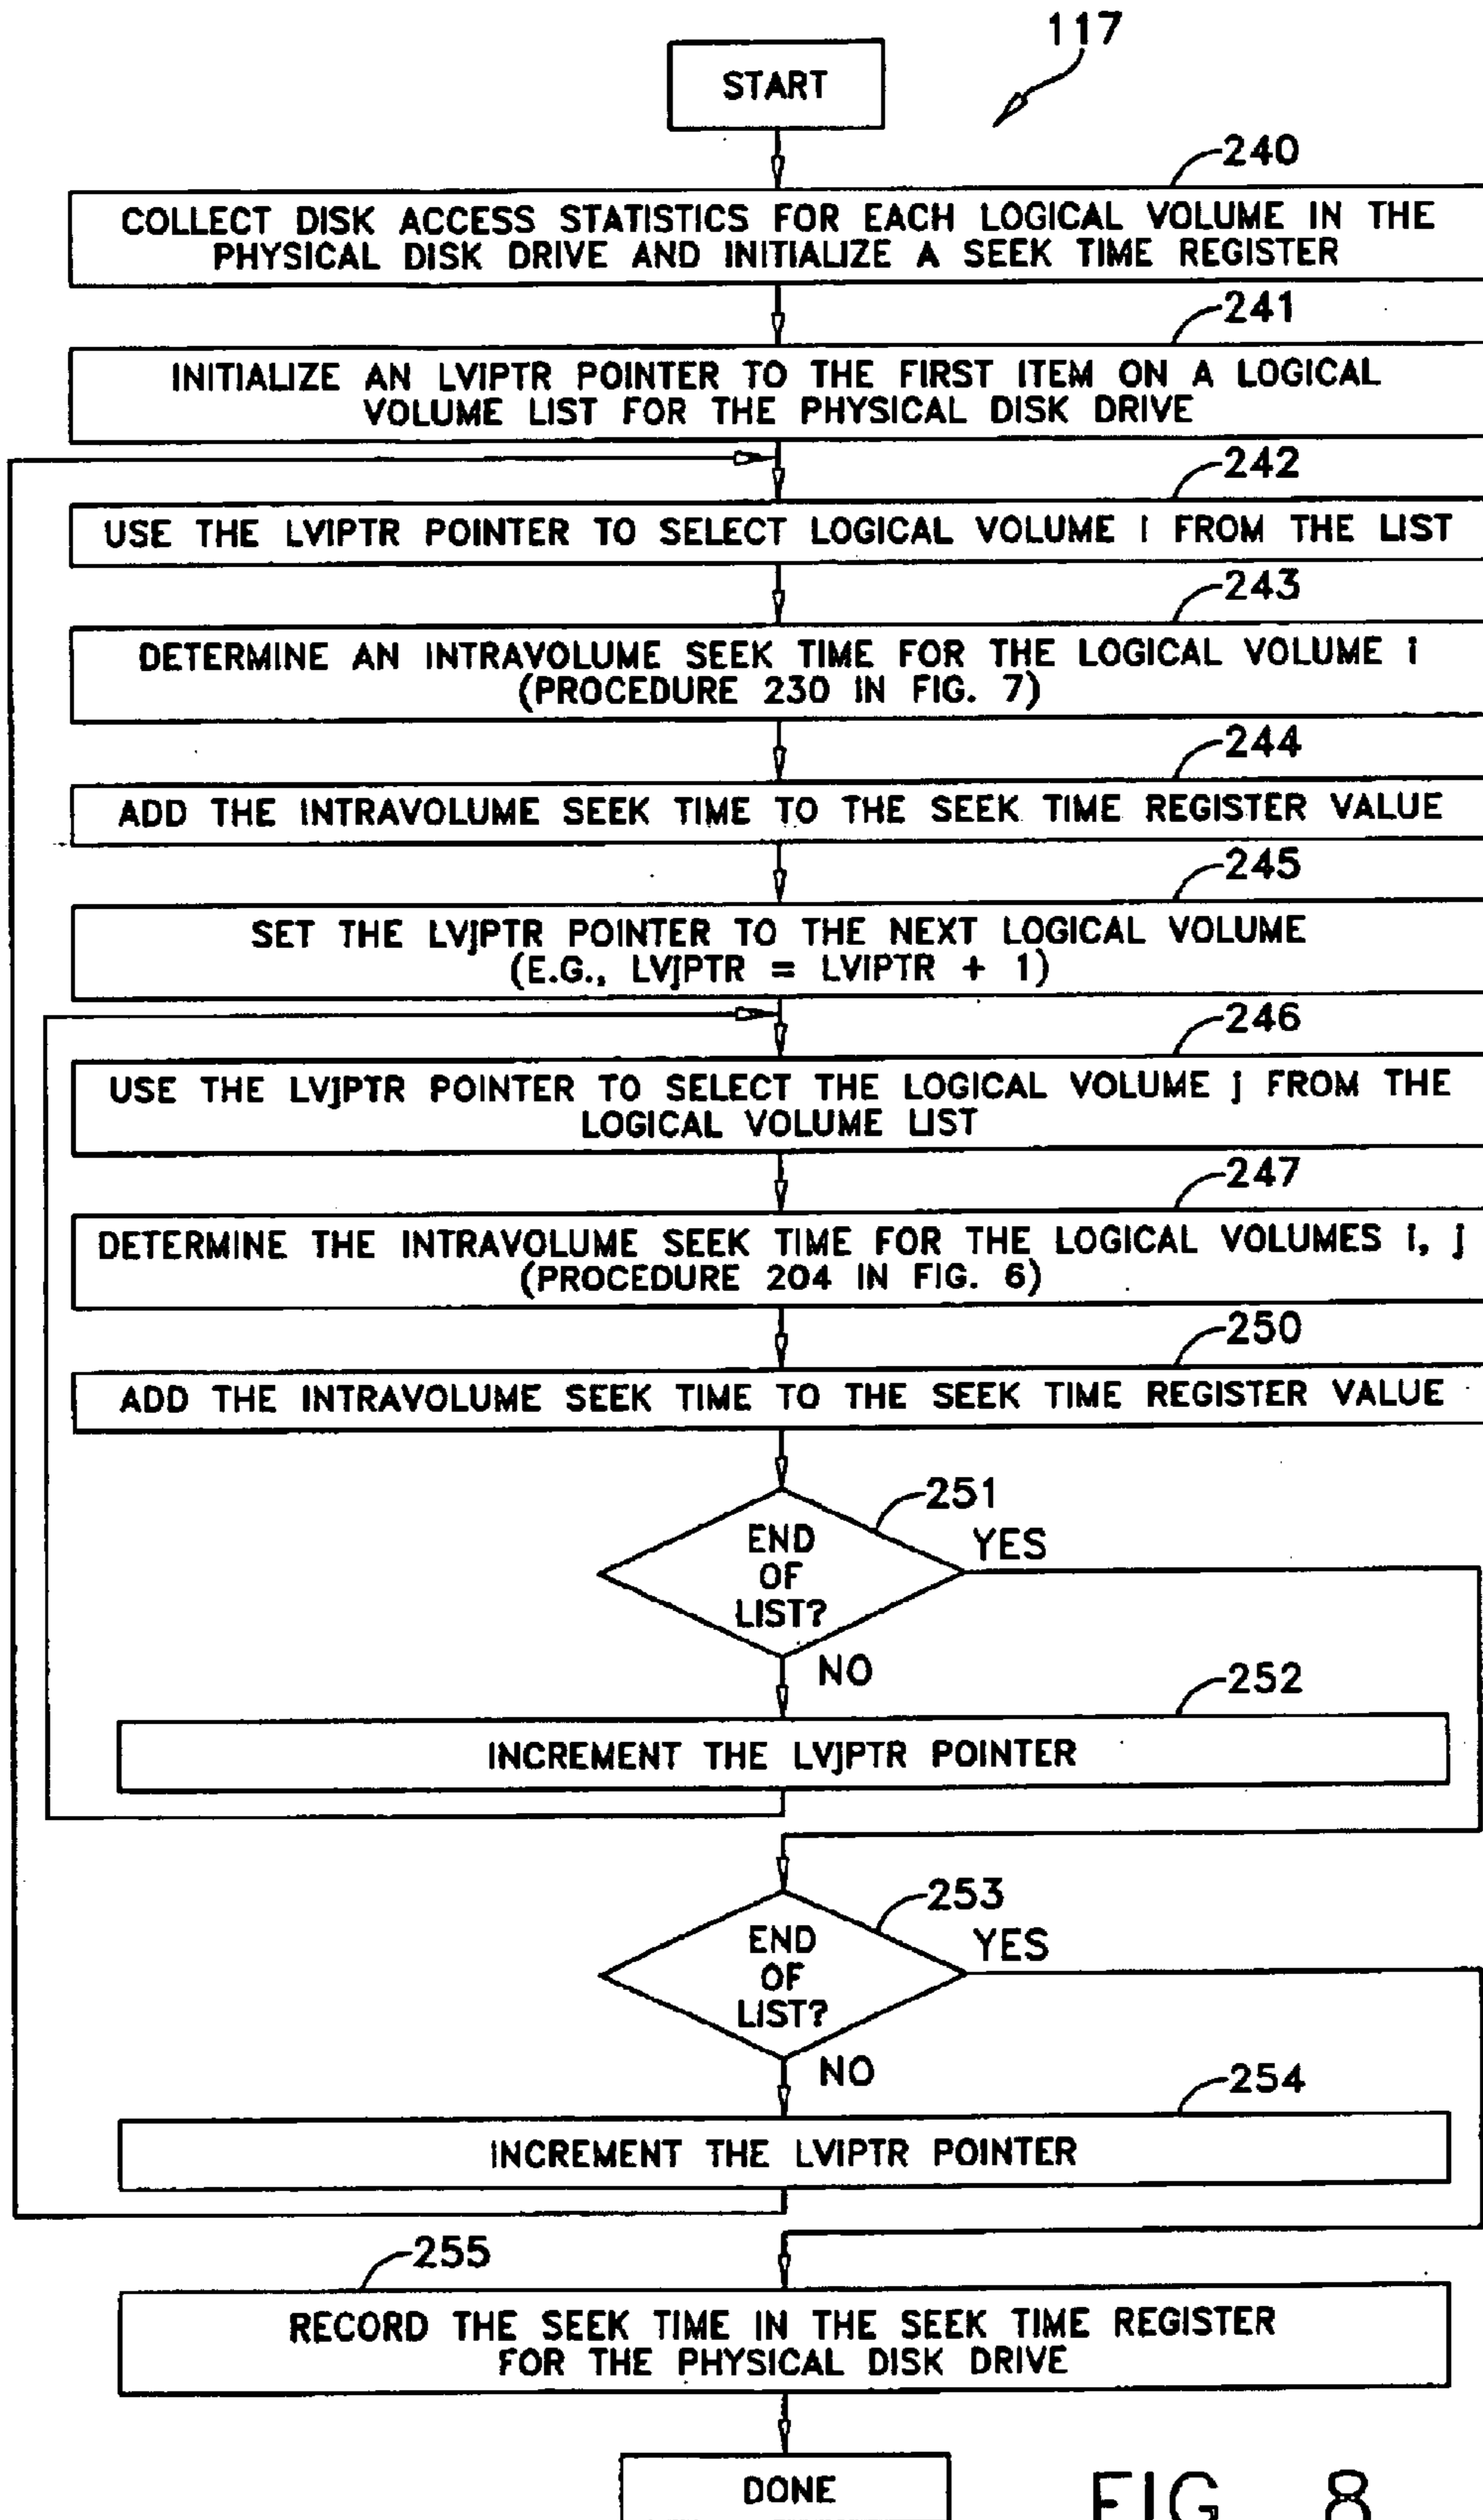 117
START
240
COLLECT DISK ACCESS STATISTICS FOR EACH LOGICAL VOLUME IN THE
PHYSICAL DISK DRIVE AND INITIALIZE A SEEK TIME REGISTER
241
INITIALIZE AN LViPTR POINTER TO THE FIRST ITEM ON A LOGICAL
VOLUME LIST FOR THE PHYSICAL DISK DRIVE
242
USE THE LViPTR POINTER TO SELECT LOGICAL VOLUME i FROM THE LIST
243
DETERMINE AN INTRAVOLUME SEEK TIME FOR THE LOGICAL VOLUME i
(PROCEDURE 230 IN FIG. 7)
244
ADD THE INTRAVOLUME SEEK TIME TO THE SEEK TIME REGISTER VALUE
245
SET THE LVjPTR POINTER TO THE NEXT LOGICAL VOLUME
(E.G., LVjPTR = LViPTR + 1)
246
USE THE LVjPTR POINTER TO SELECT THE LOGICAL VOLUME j FROM THE
LOGICAL VOLUME LIST
247
DETERMINE THE INTRAVOLUME SEEK TIME FOR THE LOGICAL VOLUMES i, j
(PROCEDURE 204 IN FIG. 6)
250
ADD THE INTRAVOLUME SEEK TIME TO THE SEEK TIME REGISTER VALUE
251
END
OF
LIST?
YES
NO
252
INCREMENT THE LVjPTR POINTER
253
END
OF
LIST?
YES
NO
254
INCREMENT THE LViPTR POINTER
255
RECORD THE SEEK TIME IN THE SEEK TIME REGISTER
FOR THE PHYSICAL DISK DRIVE
DONE
FIG. 8